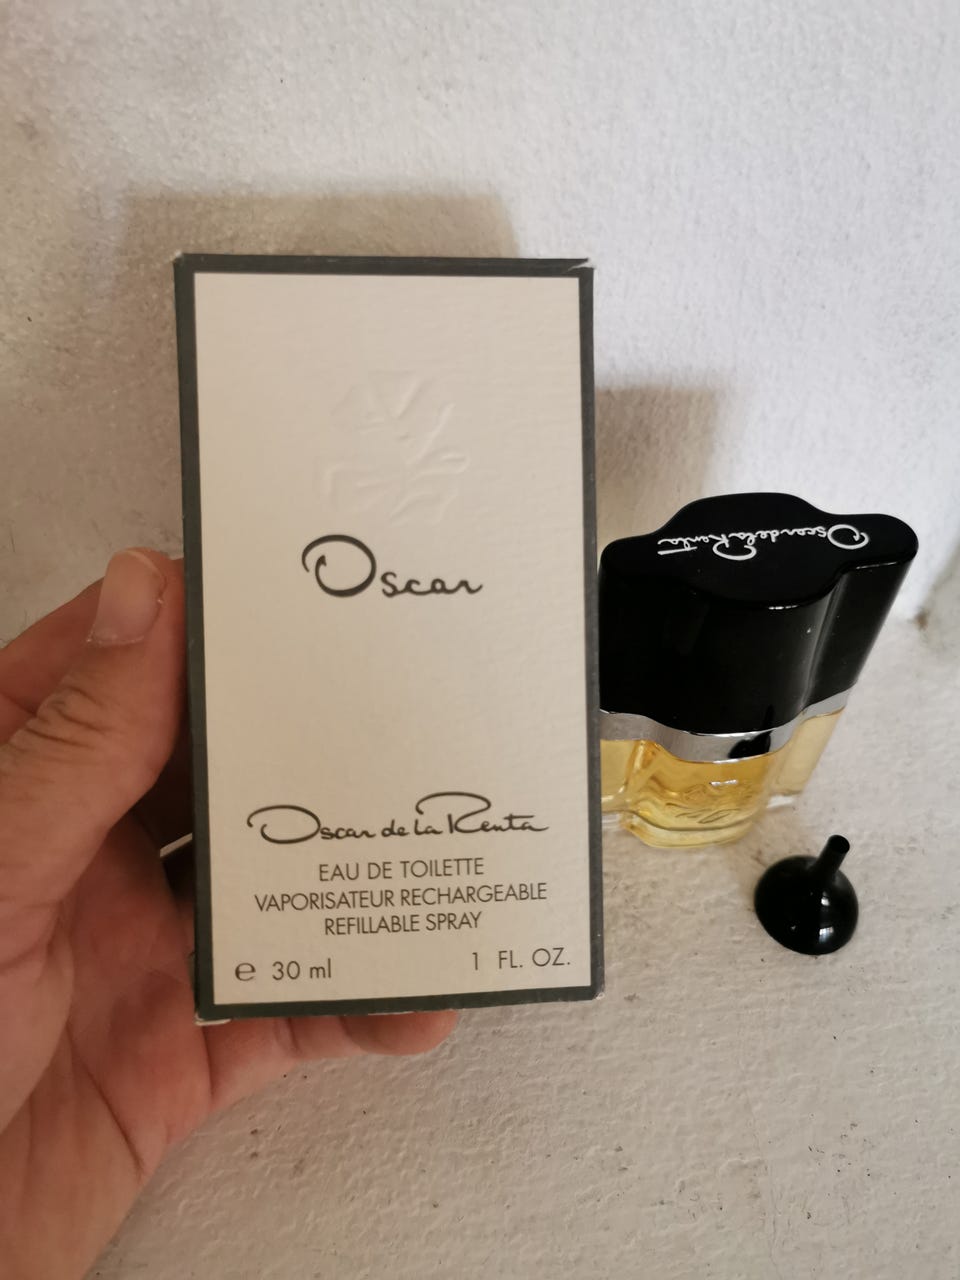 Oscar
Oscar de la Renta
EAU DE TOILETTE
VAPORISATEUR RECHARGEABLE
REFILLABLE SPRAY
e 30 ml 1 FL. OZ.
Oscar de la Renta